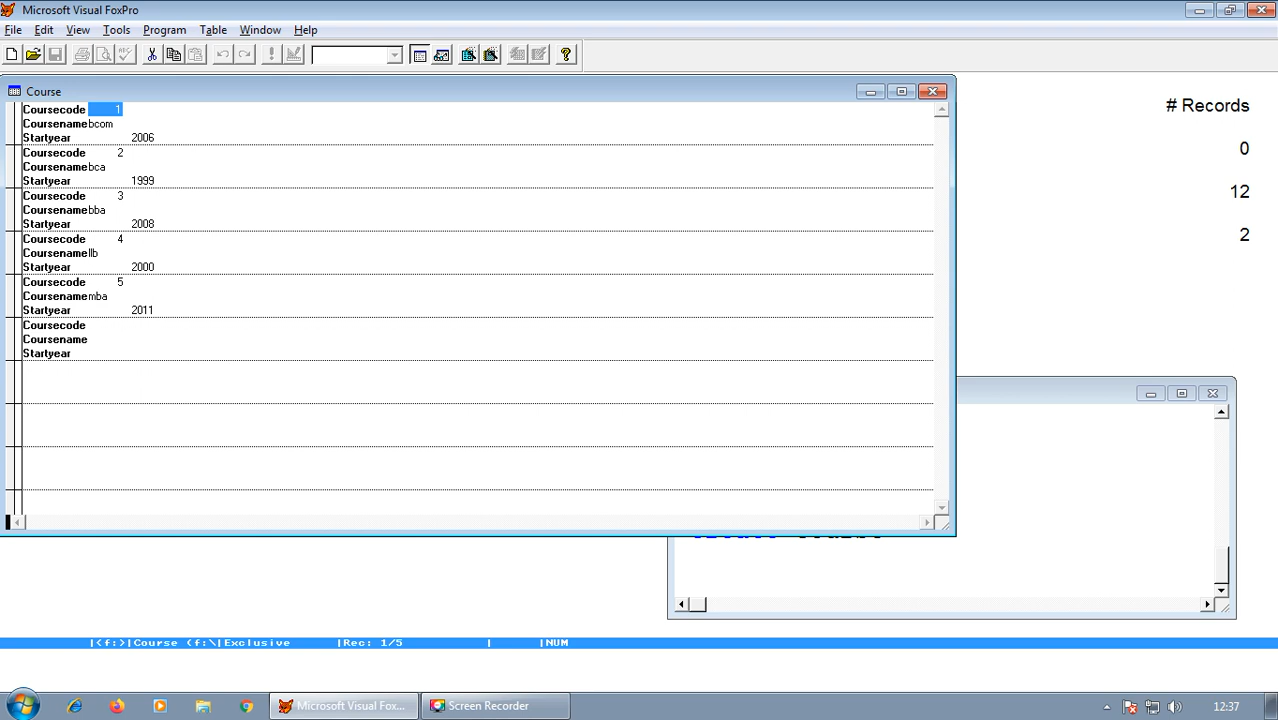 Microsoft Visual FoxPro
File Edit View Tools Program Table Window Help
Course
# Records
0
12
2
Coursecode 1
Coursename bcom
Startyear 2006
Coursecode 2
Coursename bca
Startyear 1999
Coursecode 3
Coursename bba
Startyear 2008
Coursecode 4
Coursename llb
Startyear 2000
Coursecode 5
Coursename mba
Startyear 2011
Coursecode
Coursename
Startyear
|<f:>|Course (f:\|Exclusive |Rec: 1/5 | |NUM
Microsoft Visual Fox... Screen Recorder 12:37